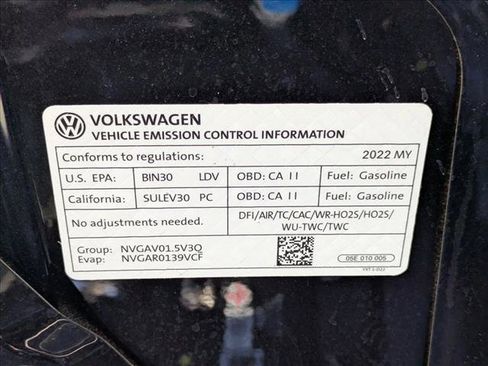 VOLKSWAGEN
VEHICLE EMISSION CONTROL INFORMATION
Conforms to regulations: 2022 MY
U.S. EPA: BIN30 LDV OBD: CA II Fuel: Gasoline
California: SULEV30 PC OBD: CA II Fuel: Gasoline
No adjustments needed. DFI/AIR/TC/CAC/WR-HO2S/HO2S/
WU-TWC/TWC
Group: NVGAV01.5V3Q
Evap: NVGAR0139VCF
05E 010 005